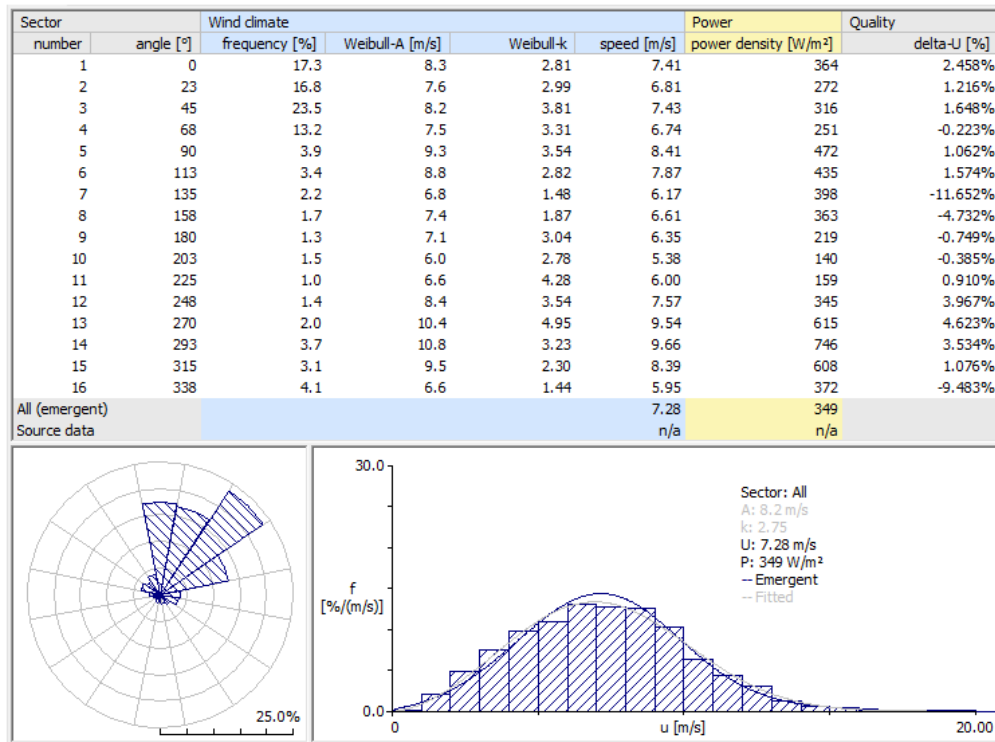 Sector Wind climate Power Quality
number angle [°] frequency [%] Weibull-A [m/s] Weibull-k speed [m/s] power density [W/m²] delta-U [%]
1 0 17.3 8.3 2.81 7.41 364 2.458%
2 23 16.8 7.6 2.99 6.81 272 1.216%
3 45 23.5 8.2 3.81 7.43 316 1.648%
4 68 13.2 7.5 3.31 6.74 251 -0.223%
5 90 3.9 9.3 3.54 8.41 472 1.062%
6 113 3.4 8.8 2.82 7.87 435 1.574%
7 135 2.2 6.8 1.48 6.17 398 -11.652%
8 158 1.7 7.4 1.87 6.61 363 -4.732%
9 180 1.3 7.1 3.04 6.35 219 -0.749%
10 203 1.5 6.0 2.78 5.38 140 -0.385%
11 225 1.0 6.6 4.28 6.00 159 0.910%
12 248 1.4 8.4 3.54 7.57 345 3.967%
13 270 2.0 10.4 4.95 9.54 615 4.623%
14 293 3.7 10.8 3.23 9.66 746 3.534%
15 315 3.1 9.5 2.30 8.39 608 1.076%
16 338 4.1 6.6 1.44 5.95 372 -9.483%
All (emergent) 7.28 349
Source data n/a n/a
25.0%
30.0
f
[%/(m/s)]
0.0
0
u [m/s]
20.00
Sector: All
A: 8.2 m/s
k: 2.75
U: 7.28 m/s
P: 349 W/m²
-- Emergent
-- Fitted